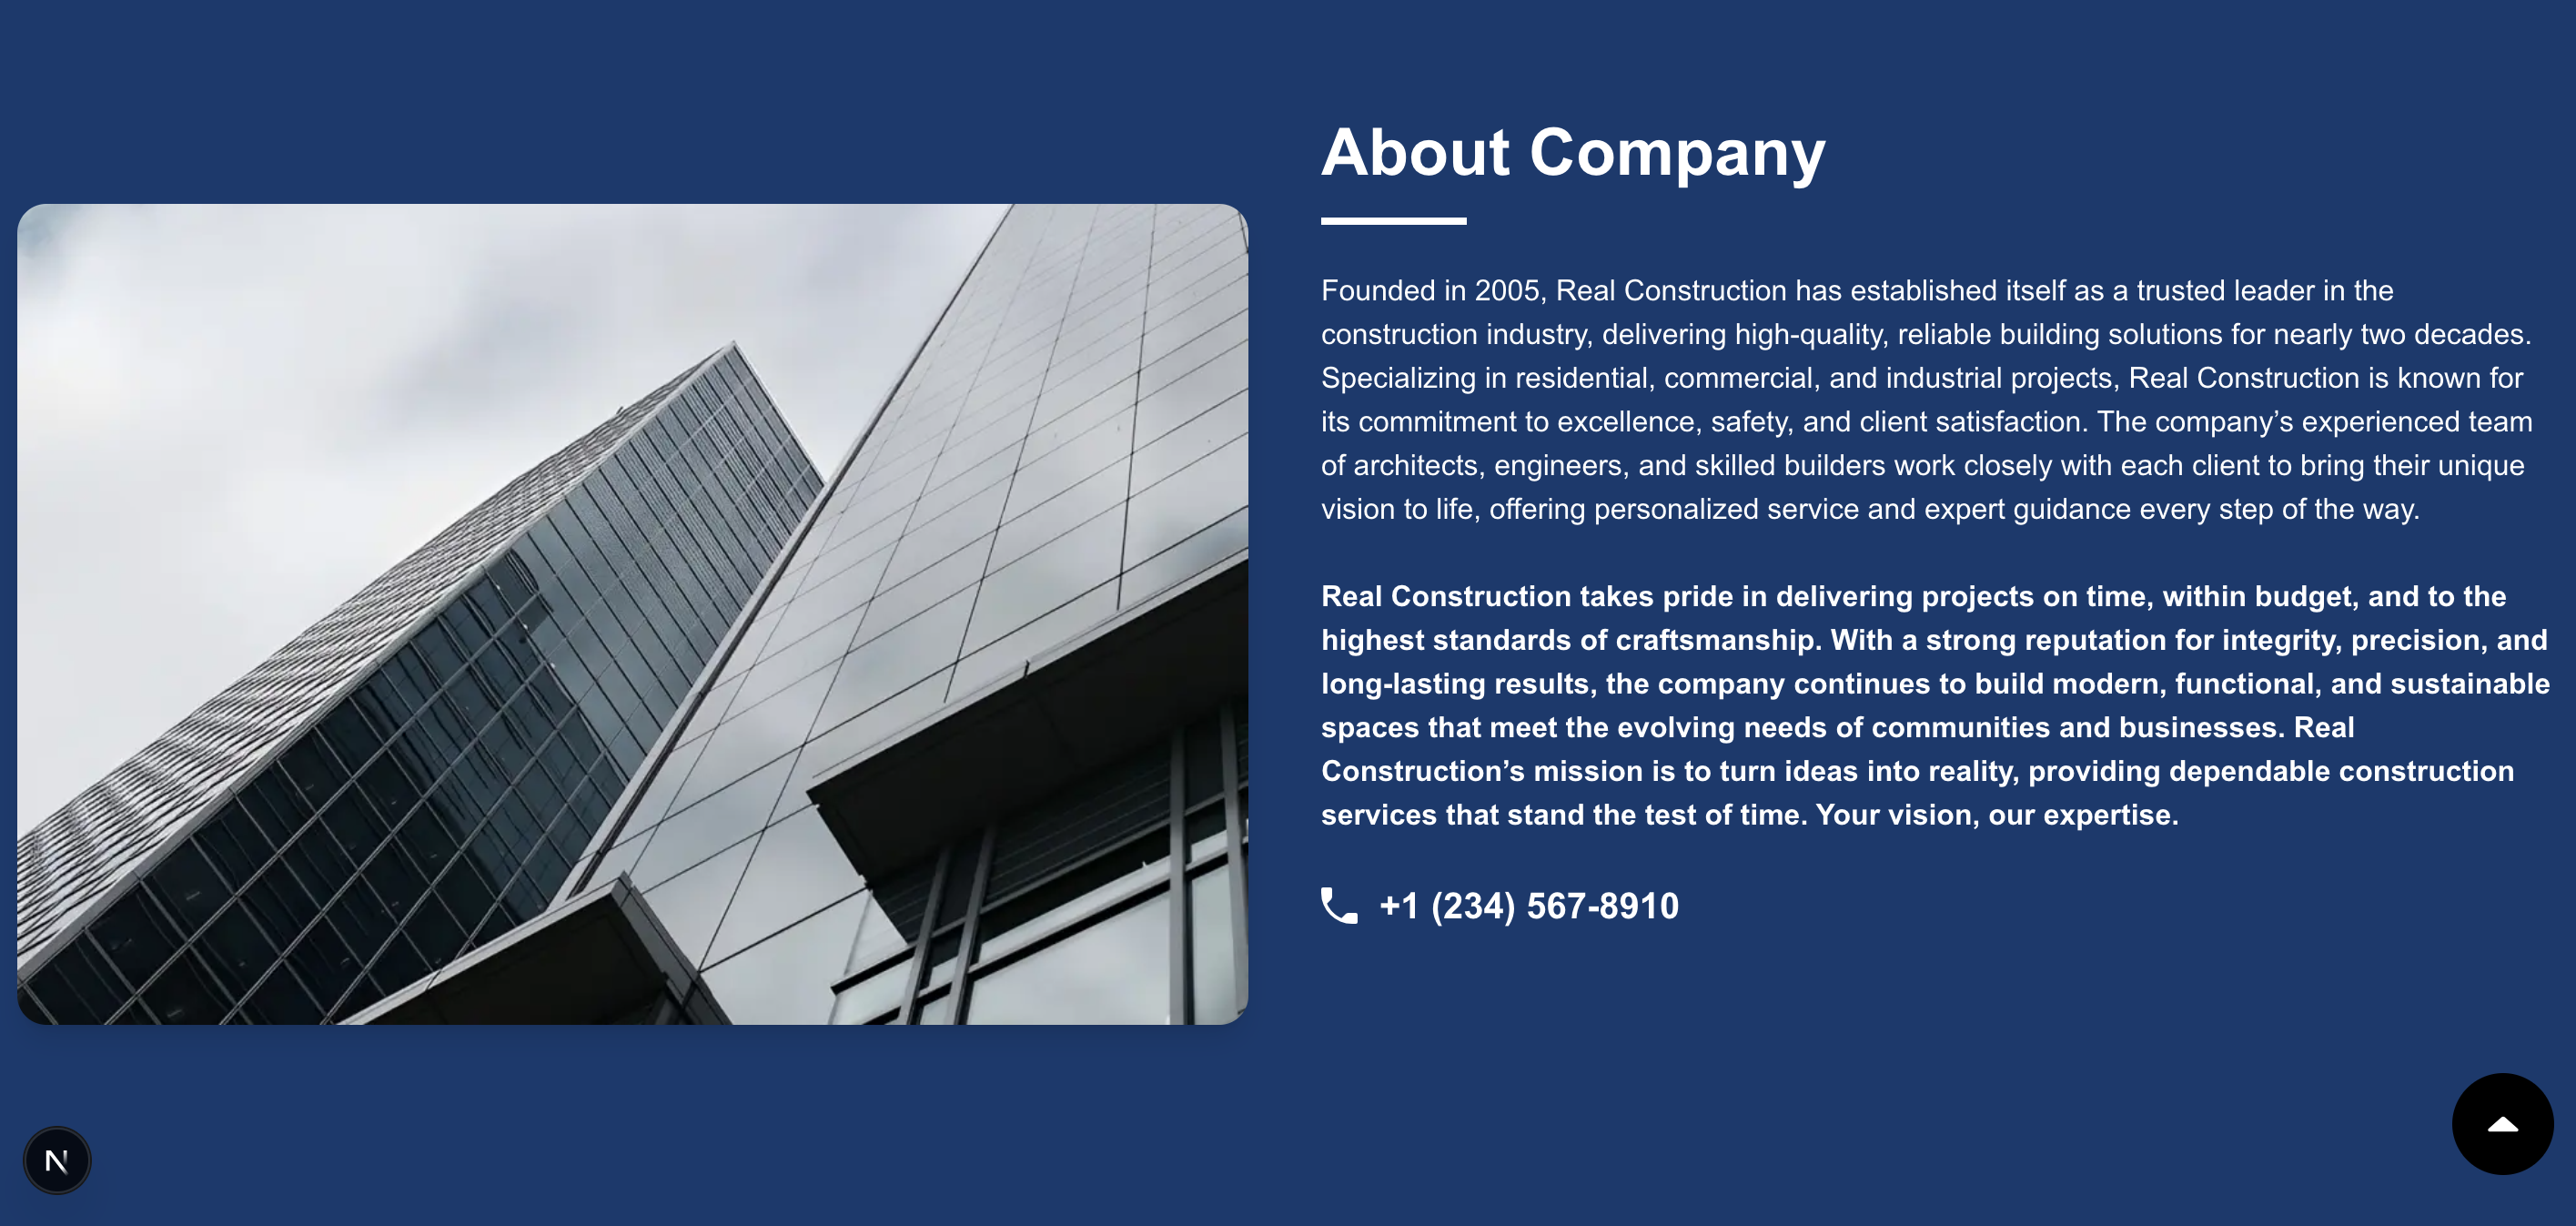 About Company
Founded in 2005, Real Construction has established itself as a trusted leader in the
construction industry, delivering high-quality, reliable building solutions for nearly two decades.
Specializing in residential, commercial, and industrial projects, Real Construction is known for
its commitment to excellence, safety, and client satisfaction. The company’s experienced team
of architects, engineers, and skilled builders work closely with each client to bring their unique
vision to life, offering personalized service and expert guidance every step of the way.
Real Construction takes pride in delivering projects on time, within budget, and to the
highest standards of craftsmanship. With a strong reputation for integrity, precision, and
long-lasting results, the company continues to build modern, functional, and sustainable
spaces that meet the evolving needs of communities and businesses. Real
Construction’s mission is to turn ideas into reality, providing dependable construction
services that stand the test of time. Your vision, our expertise.
+1 (234) 567-8910
N